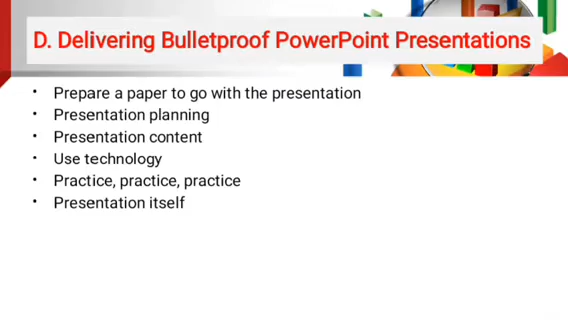 D. Delivering Bulletproof PowerPoint Presentations
• Prepare a paper to go with the presentation
• Presentation planning
• Presentation content
• Use technology
• Practice, practice, practice
• Presentation itself